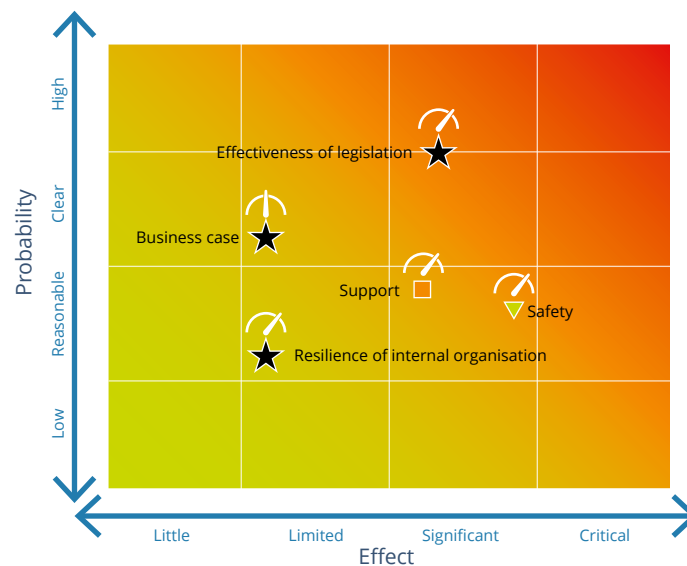 High
Effectiveness of legislation
Clear
Business case
Probability
Support
Safety
Reasonable
Resilience of internal organisation
Low
Little
Limited
Significant
Critical
Effect